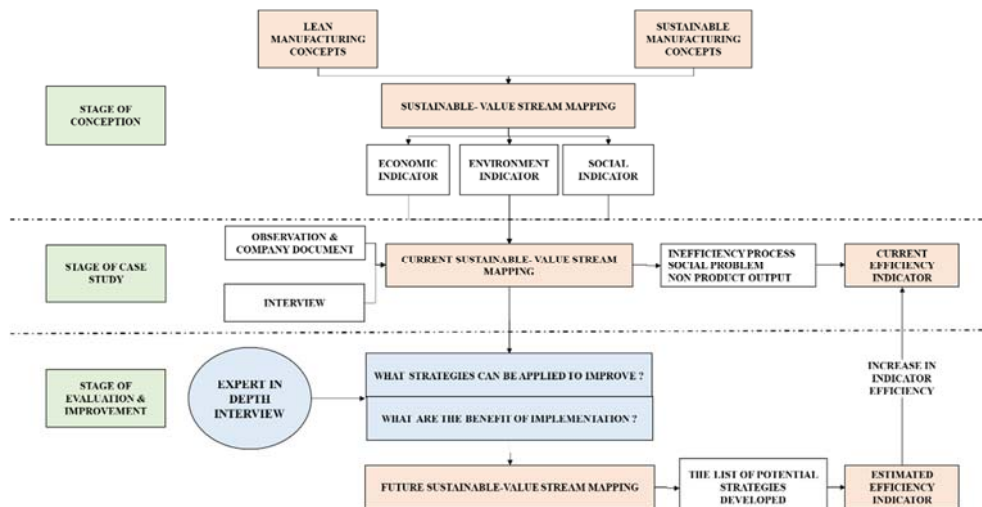 LEAN
MANUFACTURING
CONCEPTS
SUSTAINABLE
MANUFACTURING
CONCEPTS
STAGE OF
CONCEPTION
SUSTAINABLE- VALUE STREAM MAPPING
ECONOMIC
INDICATOR
ENVIRONMENT
INDICATOR
SOCIAL
INDICATOR
STAGE OF CASE
STUDY
OBSERVATION &
COMPANY DOCUMENT
INTERVIEW
CURRENT SUSTAINABLE- VALUE STREAM
MAPPING
INEFFICIENCY PROCESS
SOCIAL PROBLEM
NON PRODUCT OUTPUT
CURRENT
EFFICIENCY
INDICATOR
STAGE OF
EVALUATION &
IMPROVEMENT
EXPERT IN
DEPTH
INTERVIEW
WHAT STRATEGIES CAN BE APPLIED TO IMPROVE ?
WHAT ARE THE BENEFIT OF IMPLEMENTATION ?
INCREASE IN
INDICATOR
EFFICIENCY
FUTURE SUSTAINABLE-VALUE STREAM MAPPING
THE LIST OF POTENTIAL
STRATEGIES
DEVELOPED
ESTIMATED
EFFICIENCY
INDICATOR